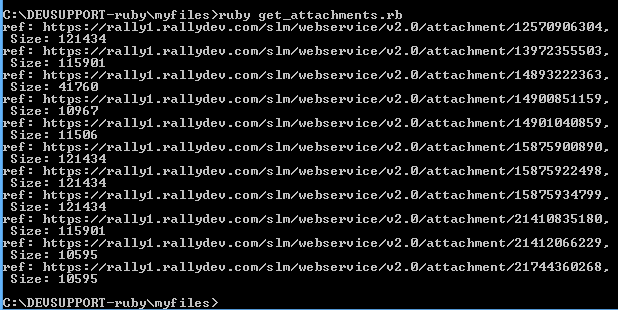 C:\DEVSUPPORT-ruby\myfiles>ruby get_attachments.rb
ref: https://rally1.rallydev.com/slm/webservice/v2.0/attachment/12570906304,
Size: 121434
ref: https://rally1.rallydev.com/slm/webservice/v2.0/attachment/13972355503,
Size: 115901
ref: https://rally1.rallydev.com/slm/webservice/v2.0/attachment/14893222363,
Size: 41760
ref: https://rally1.rallydev.com/slm/webservice/v2.0/attachment/14900851159,
Size: 10967
ref: https://rally1.rallydev.com/slm/webservice/v2.0/attachment/14901040859,
Size: 11506
ref: https://rally1.rallydev.com/slm/webservice/v2.0/attachment/15875900890,
Size: 121434
ref: https://rally1.rallydev.com/slm/webservice/v2.0/attachment/15875922498,
Size: 121434
ref: https://rally1.rallydev.com/slm/webservice/v2.0/attachment/15875934799,
Size: 121434
ref: https://rally1.rallydev.com/slm/webservice/v2.0/attachment/21410835180,
Size: 115901
ref: https://rally1.rallydev.com/slm/webservice/v2.0/attachment/21412066229,
Size: 10595
ref: https://rally1.rallydev.com/slm/webservice/v2.0/attachment/21744360268,
Size: 10595
C:\DEVSUPPORT-ruby\myfiles>